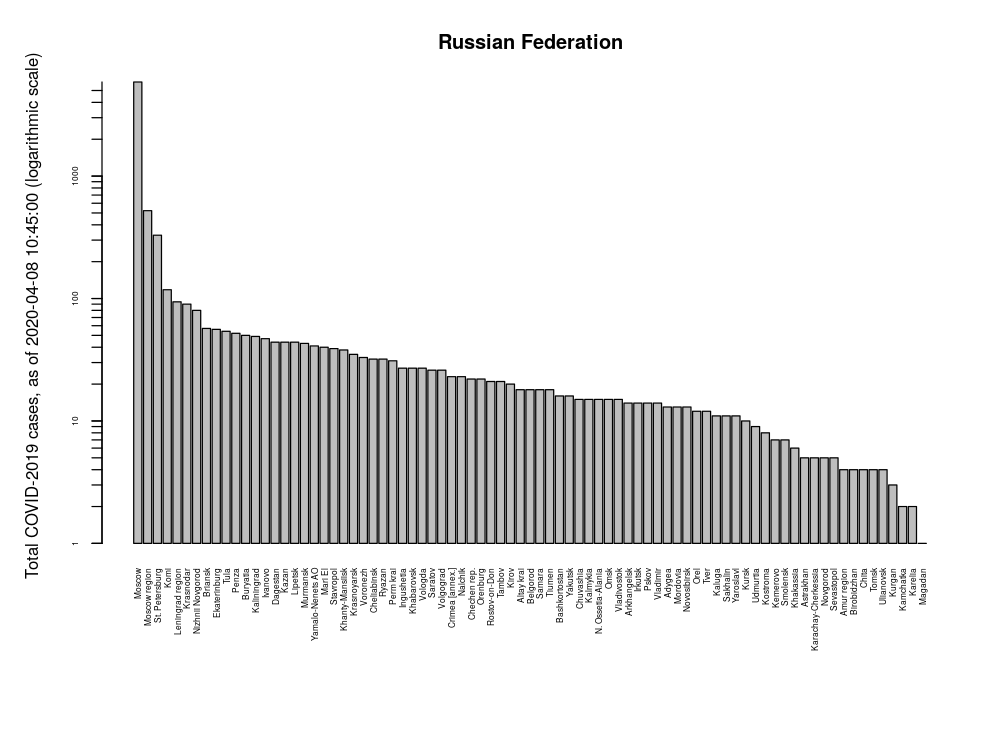 Russian Federation
Total COVID-2019 cases, as of 2020-04-08 10:45:00 (logarithmic scale)
1000
100
10
1
Moscow
Moscow region
St. Petersburg
Komi
Leningrad region
Krasnodar
Nizhnii Novgorod
Briansk
Ekaterinburg
Tula
Penza
Buryatia
Kaliningrad
Ivanovo
Dagestan
Kazan
Lipetsk
Murmansk
Yamalo-Nenets AO
Mari El
Stavropol
Khanty-Mansiisk
Krasnoyarsk
Voronezh
Cheliabinsk
Ryazan
Perm krai
Ingushetia
Khabarovsk
Vologda
Saratov
Volgograd
Crimea [annex.]
Nalchik
Chechen rep.
Orenburg
Rostov-on-Don
Tambov
Kirov
Altay krai
Belgorod
Samara
Tiumen
Bashkortostan
Yakutsk
Chuvashia
Kalmykia
N. Ossetia-Alania
Omsk
Vladivostok
Arkhangelsk
Irkutsk
Pskov
Vladimir
Adygea
Mordovia
Novosibirsk
Orel
Tver
Kaluga
Sakhalin
Yaroslavl
Kursk
Udmurtia
Kostroma
Kemerovo
Smolensk
Khakassia
Astrakhan
Karachay-Cherkessia
Novgorod
Sevastopol
Amur region
Birobidzhan
Chita
Tomsk
Ulianovsk
Kurgan
Kamchatka
Karelia
Magadan